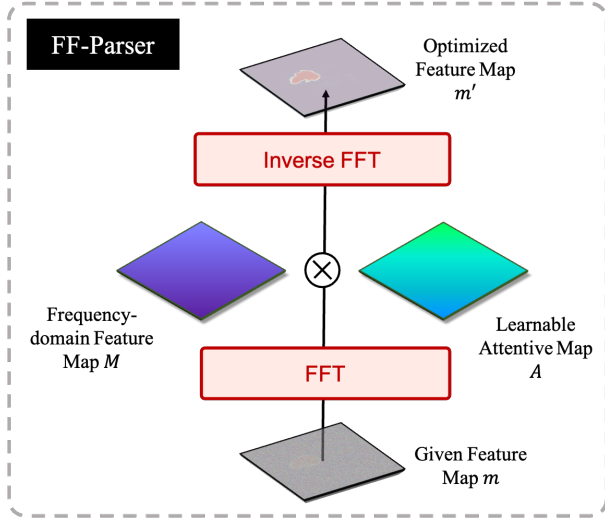 FF-Parser
Optimized
Feature Map
m′
Inverse FFT
Frequency-
domain Feature
Map M
Learnable
Attentive Map
A
FFT
Given Feature
Map m